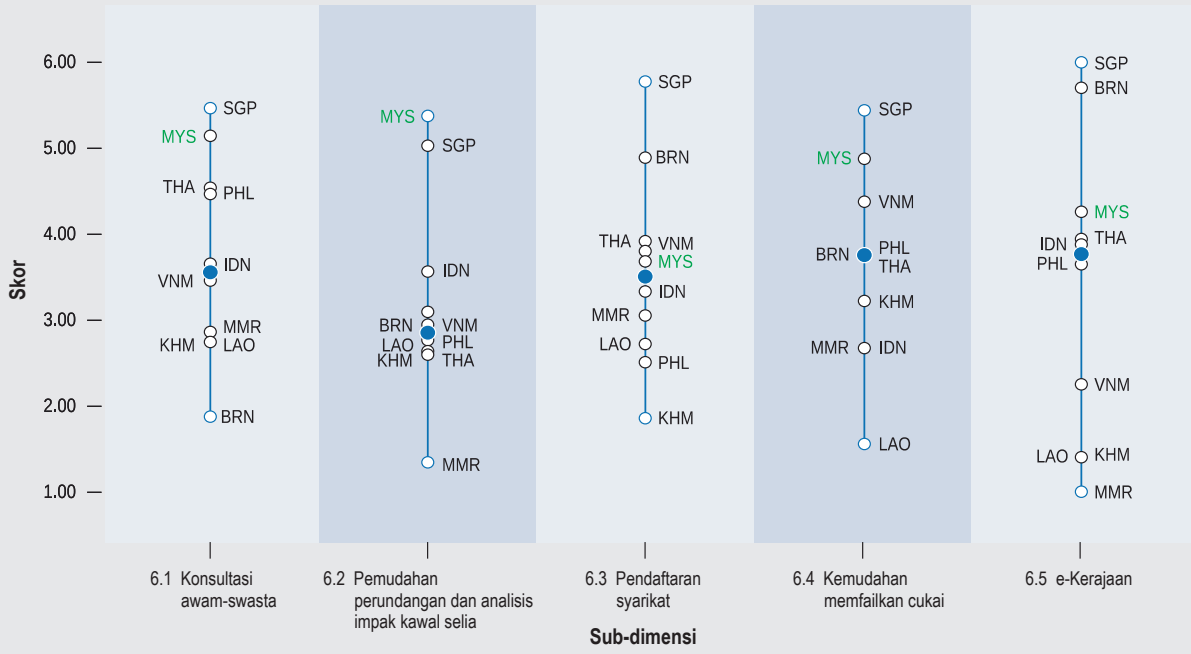 Skor
6.00
5.00
4.00
3.00
2.00
1.00
SGP
MYS
THA
PHL
IDN
VNM
MMR
KHM
LAO
BRN
MYS
SGP
IDN
BRN
VNM
LAO
PHL
KHM
THA
MMR
SGP
BRN
THA
VNM
MYS
IDN
MMR
LAO
PHL
KHM
SGP
MYS
VNM
BRN
PHL
THA
KHM
MMR
IDN
LAO
SGP
BRN
MYS
THA
IDN
PHL
VNM
LAO
KHM
MMR
6.1 Konsultasi
awam-swasta
6.2 Pemudahan
perundangan dan analisis
impak kawal selia
6.3 Pendaftaran
syarikat
6.4 Kemudahan
memfailkan cukai
6.5 e-Kerajaan
Sub-dimensi